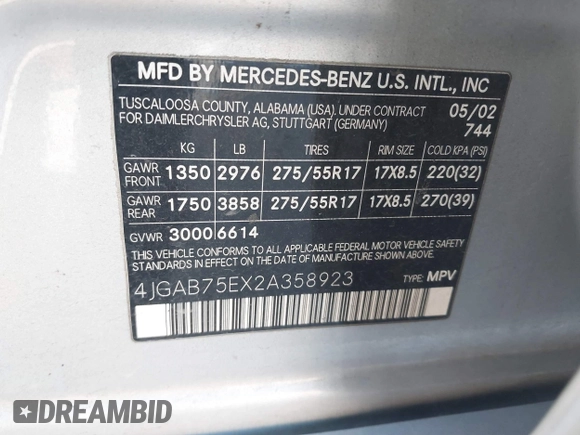 MFD BY MERCEDES-BENZ U.S. INTL., INC
TUSCALOOSA COUNTY, ALABAMA (USA). UNDER CONTRACT 05/02
FOR DAIMLERCHRYSLER AG, STUTTGART (GERMANY) 744
KG LB TIRES RIM SIZE COLD KPA (PSI)
GAWR FRONT 1350 2976 275/55R17 17X8.5 220(32)
GAWR REAR 1750 3858 275/55R17 17X8.5 270(39)
GVWR 3000 6614
THIS VEHICLE CONFORMS TO ALL APPLICABLE FEDERAL MOTOR VEHICLE SAFETY
STANDARDS IN EFFECT ON THE DATE OF MANUFACTURE SHOWN ABOVE.
4JGAB75EX2A358923 TYPE: MPV
DREAMBID